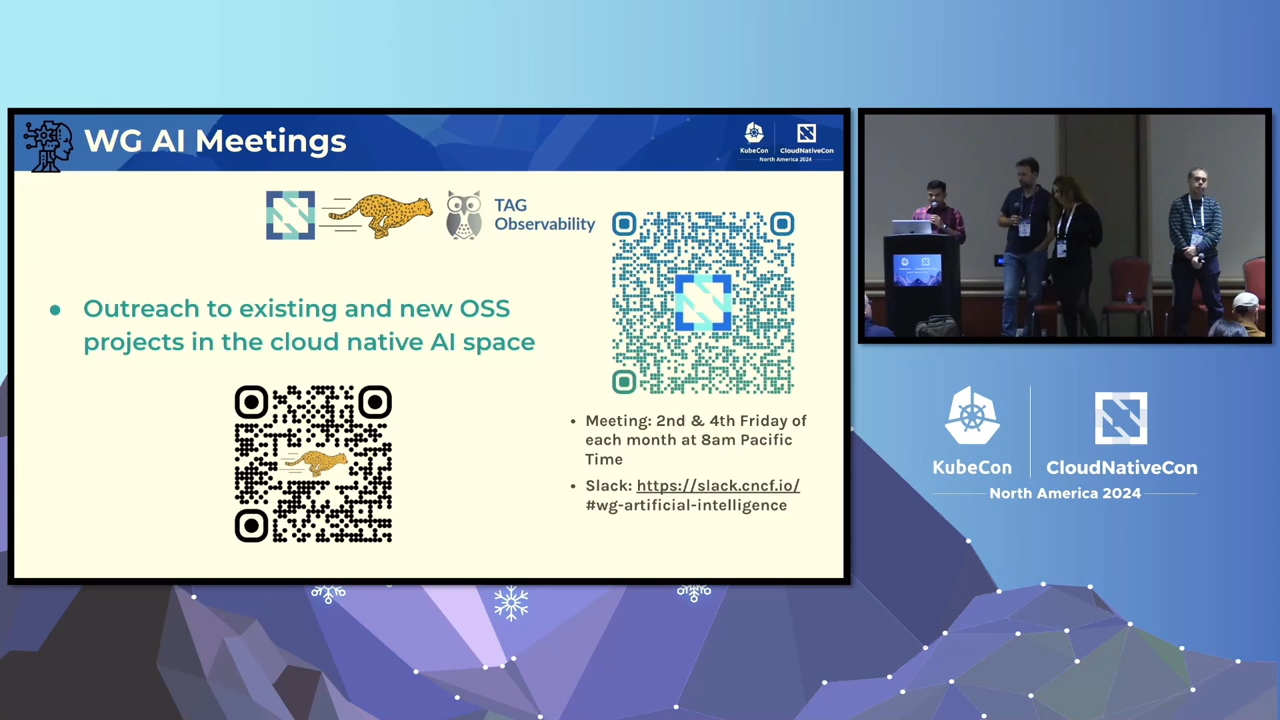 WG AI Meetings
KubeCon
CloudNativeCon
North America 2024
TAG
Observability
● Outreach to existing and new OSS
projects in the cloud native AI space
• Meeting: 2nd & 4th Friday of
each month at 8am Pacific
Time
• Slack: https://slack.cncf.io/
#wg-artificial-intelligence
KubeCon
CloudNativeCon
North America 2024